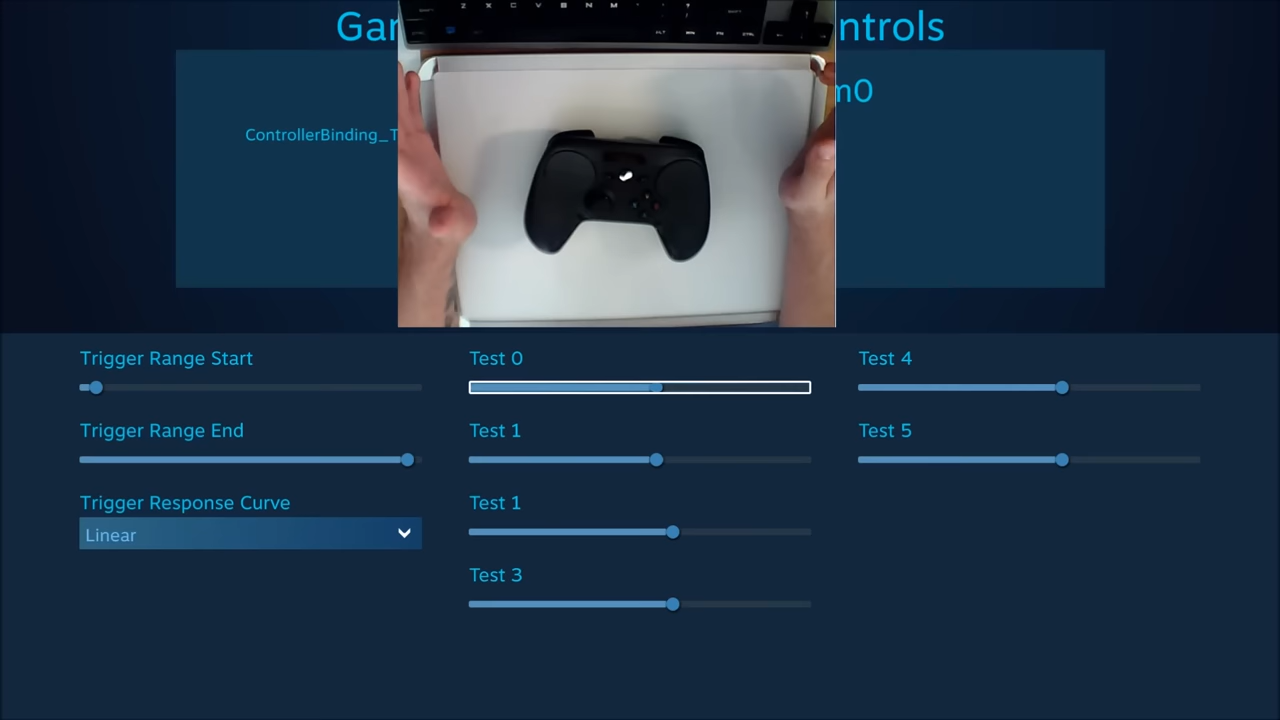 Gar
ntrols
m0
ControllerBinding_T
Z X C V B N M
Trigger Range Start
Test 0
Test 4
Trigger Range End
Test 1
Test 5
Trigger Response Curve
Linear
Test 1
Test 3